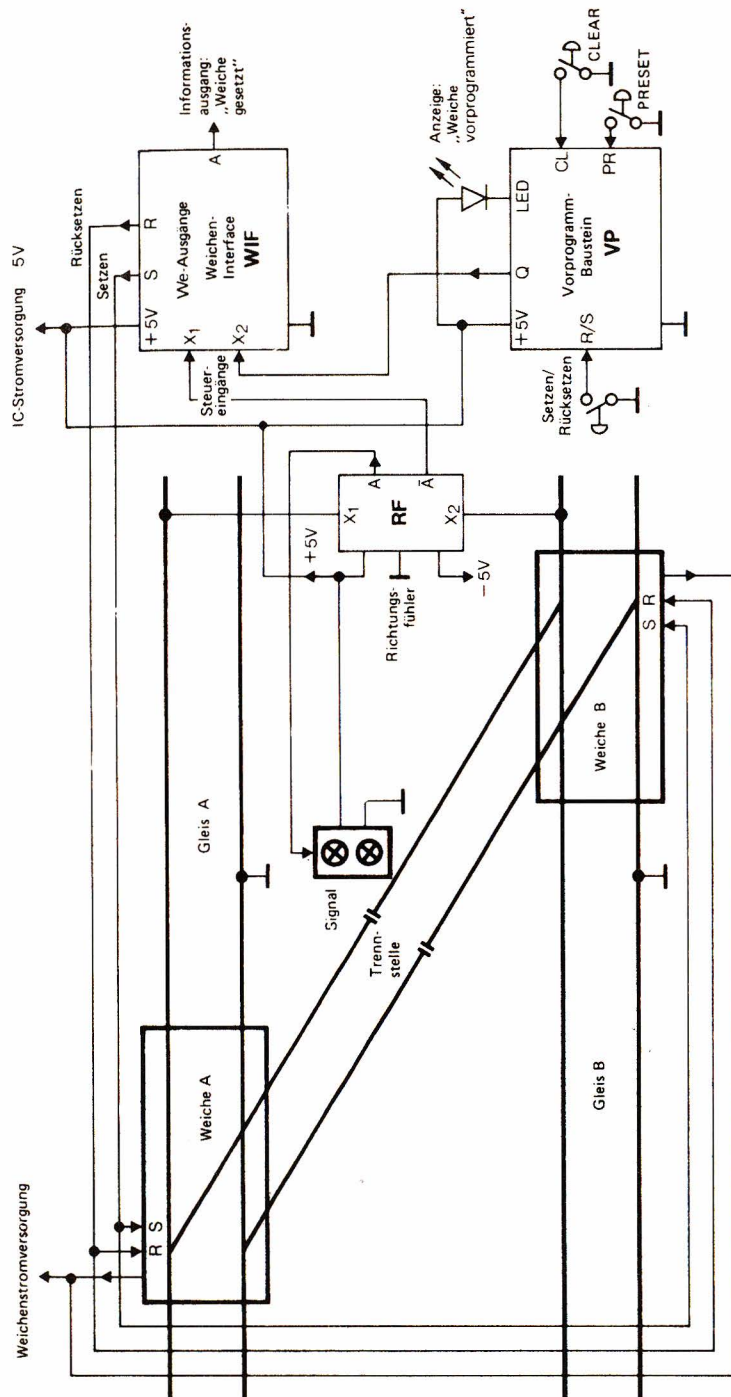 Weichenstromversorgung
IC-Stromversorgung 5 V
Rücksetzen
Setzen
Informations-
ausgang:
„Weiche
gesetzt”
A
S
R
+5V
We-Ausgänge
Weichen-
Interface
WIF
X1
X2
Steuer-
eingänge
R
S
Weiche A
Gleis A
Signal
Trenn-
stelle
+5V
Richtungs-
fühler
−5V
X1
RF
X2
A
A̅
Anzeige:
„Weiche
vorprogrammiert”
LED
Q
+5V
Vorprogramm-
Baustein
VP
CL
PR
R/S
CLEAR
PRESET
Setzen/
Rücksetzen
Gleis B
Weiche B
S
R